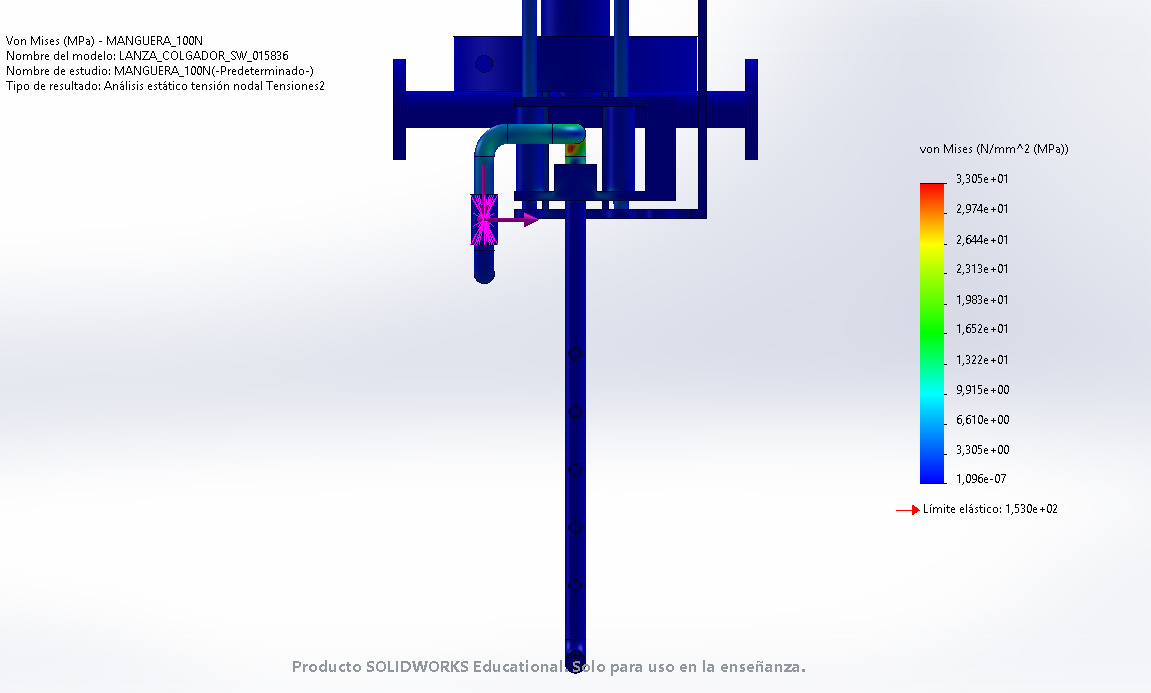 Von Mises (MPa) - MANGUERA_100N
Nombre del modelo: LANZA_COLGADOR_SW_015836
Nombre de estudio: MANGUERA_100N(-Predeterminado-)
Tipo de resultado: Análisis estático tensión nodal Tensiones2
von Mises (N/mm^2 (MPa))
3,305e+01
2,974e+01
2,644e+01
2,313e+01
1,983e+01
1,652e+01
1,322e+01
9,915e+00
6,610e+00
3,305e+00
1,096e-07
Límite elástico: 1,530e+02
Producto SOLIDWORKS Educational. Solo para uso en la enseñanza.